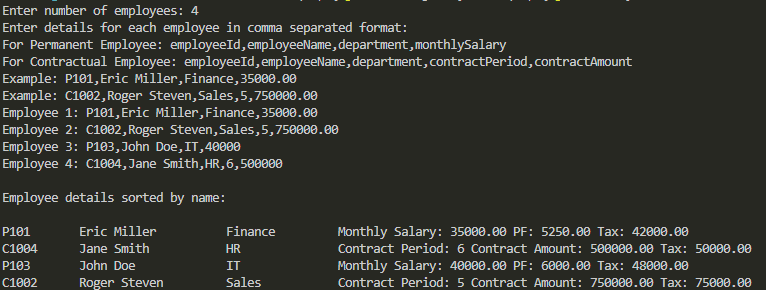 Enter number of employees: 4
Enter details for each employee in comma separated format:
For Permanent Employee: employeeId,employeeName,department,monthlySalary
For Contractual Employee: employeeId,employeeName,department,contractPeriod,contractAmount
Example: P101,Eric Miller,Finance,35000.00
Example: C1002,Roger Steven,Sales,5,750000.00
Employee 1: P101,Eric Miller,Finance,35000.00
Employee 2: C1002,Roger Steven,Sales,5,750000.00
Employee 3: P103,John Doe,IT,40000
Employee 4: C1004,Jane Smith,HR,6,500000
Employee details sorted by name:
P101 Eric Miller Finance Monthly Salary: 35000.00 PF: 5250.00 Tax: 42000.00
C1004 Jane Smith HR Contract Period: 6 Contract Amount: 500000.00 Tax: 50000.00
P103 John Doe IT Monthly Salary: 40000.00 PF: 6000.00 Tax: 48000.00
C1002 Roger Steven Sales Contract Period: 5 Contract Amount: 750000.00 Tax: 75000.00